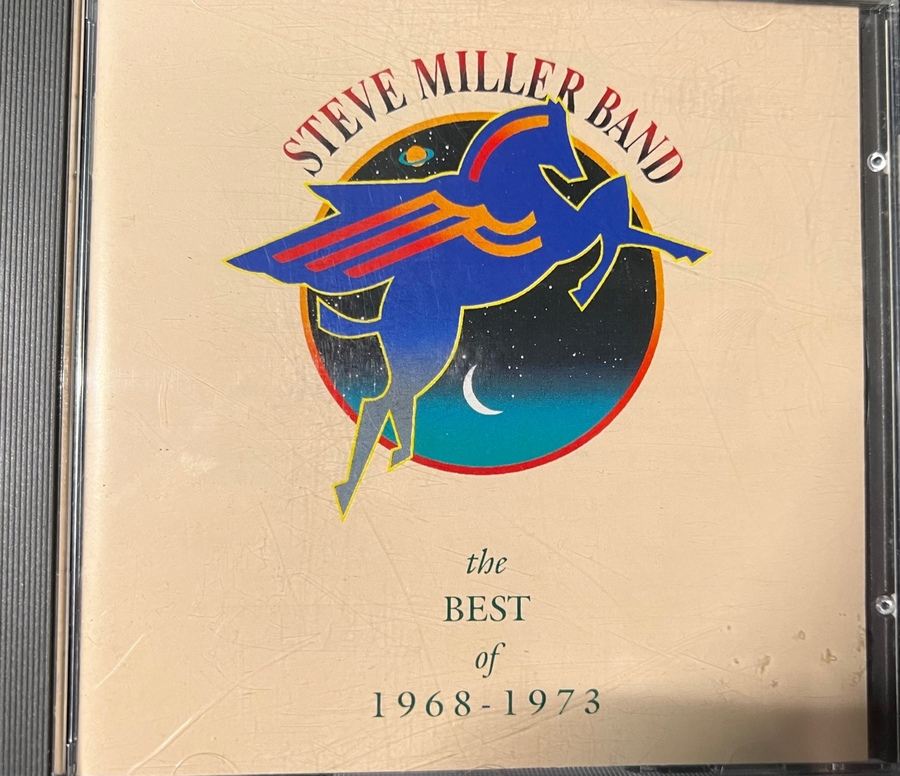 STEVE MILLER BAND
the
BEST
of
1968-1973